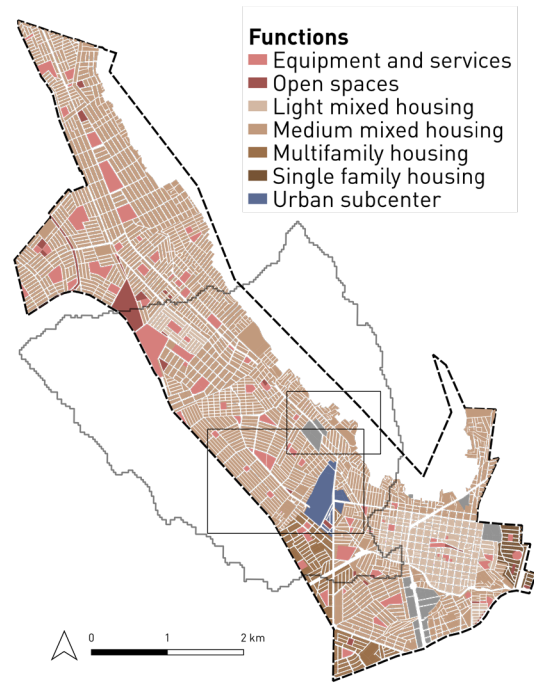 Functions
Equipment and services
Open spaces
Light mixed housing
Medium mixed housing
Multifamily housing
Single family housing
Urban subcenter
0 1 2 km